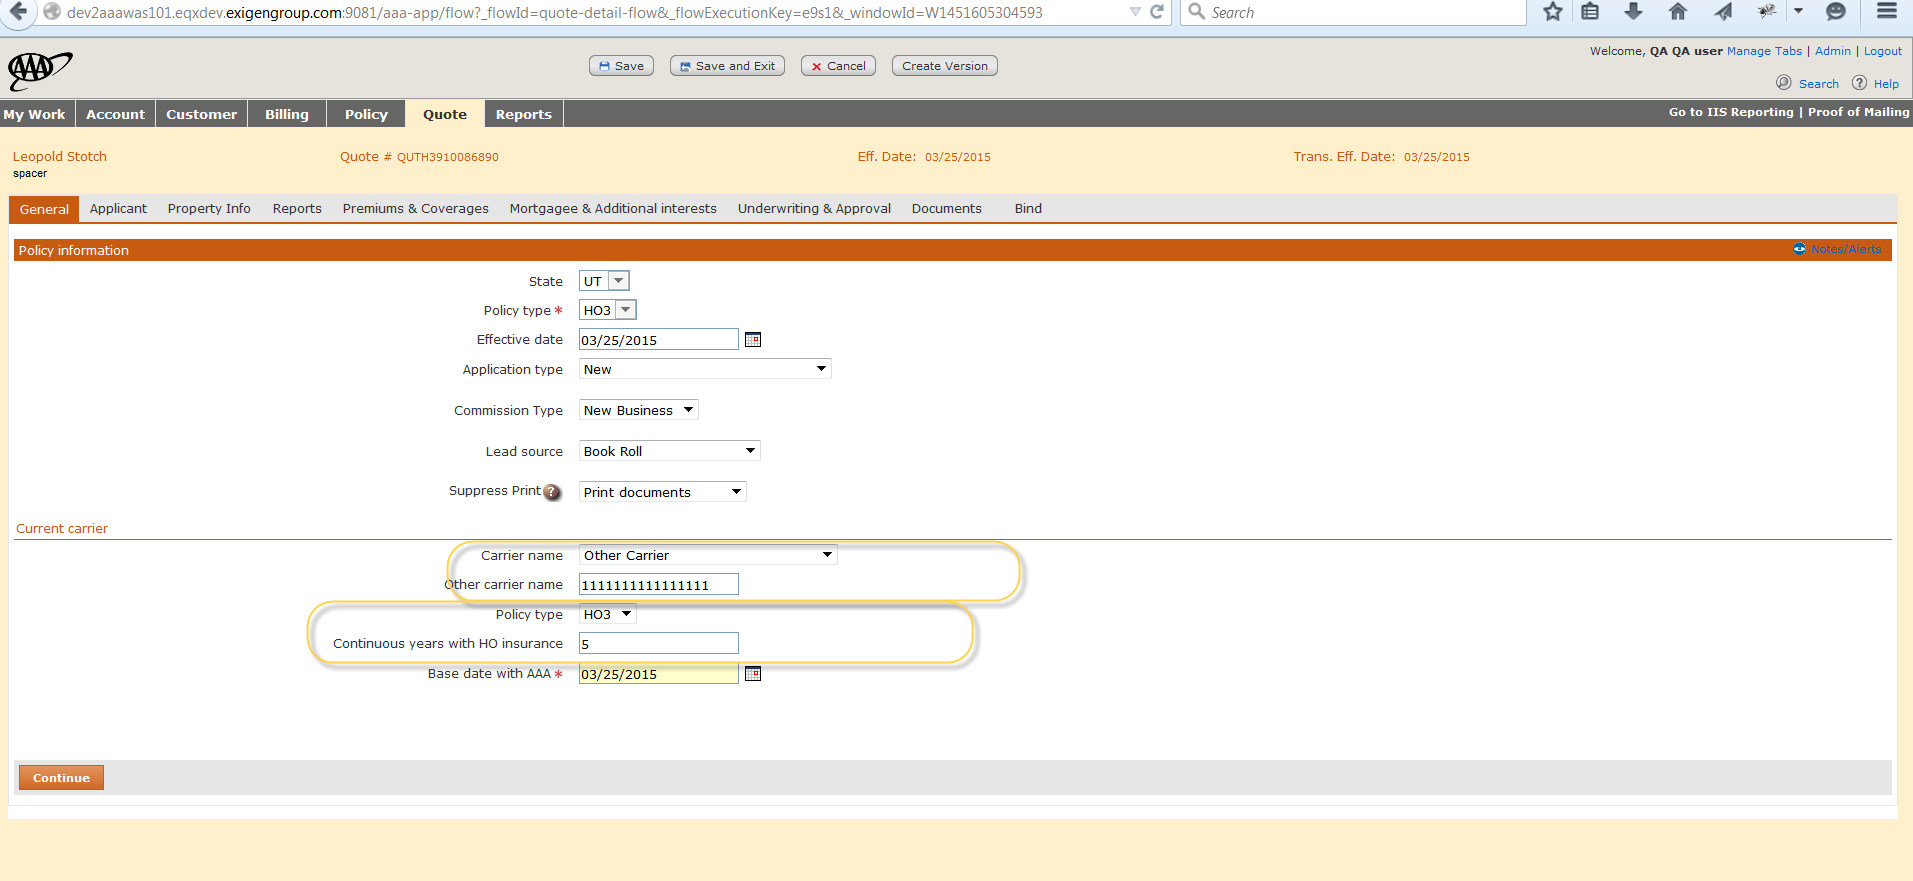 dev2aaawas101.eqxdev.exigengroup.com:9081/aaa-app/flow?_flowId=quote-detail-flow&_flowExecutionKey=e9s1&_windowId=W1451605304593
Search
Welcome, QA QA user Manage Tabs | Admin | Logout
AAA
Save
Save and Exit
Cancel
Create Version
Search
? Help
My Work
Account
Customer
Billing
Policy
Quote
Reports
Go to IIS Reporting | Proof of Mailing
Leopold Stotch
Quote # QUTH3910086890
Eff. Date: 03/25/2015
Trans. Eff. Date: 03/25/2015
spacer
General
Applicant
Property Info
Reports
Premiums & Coverages
Mortgagee & Additional interests
Underwriting & Approval
Documents
Bind
Policy information
Notes/Alerts
State UT
Policy type * HO3
Effective date 03/25/2015
Application type New
Commission Type New Business
Lead source Book Roll
Suppress Print ? Print documents
Current carrier
Carrier name Other Carrier
Other carrier name 1111111111111111
Policy type HO3
Continuous years with HO insurance 5
Base date with AAA * 03/25/2015
Continue